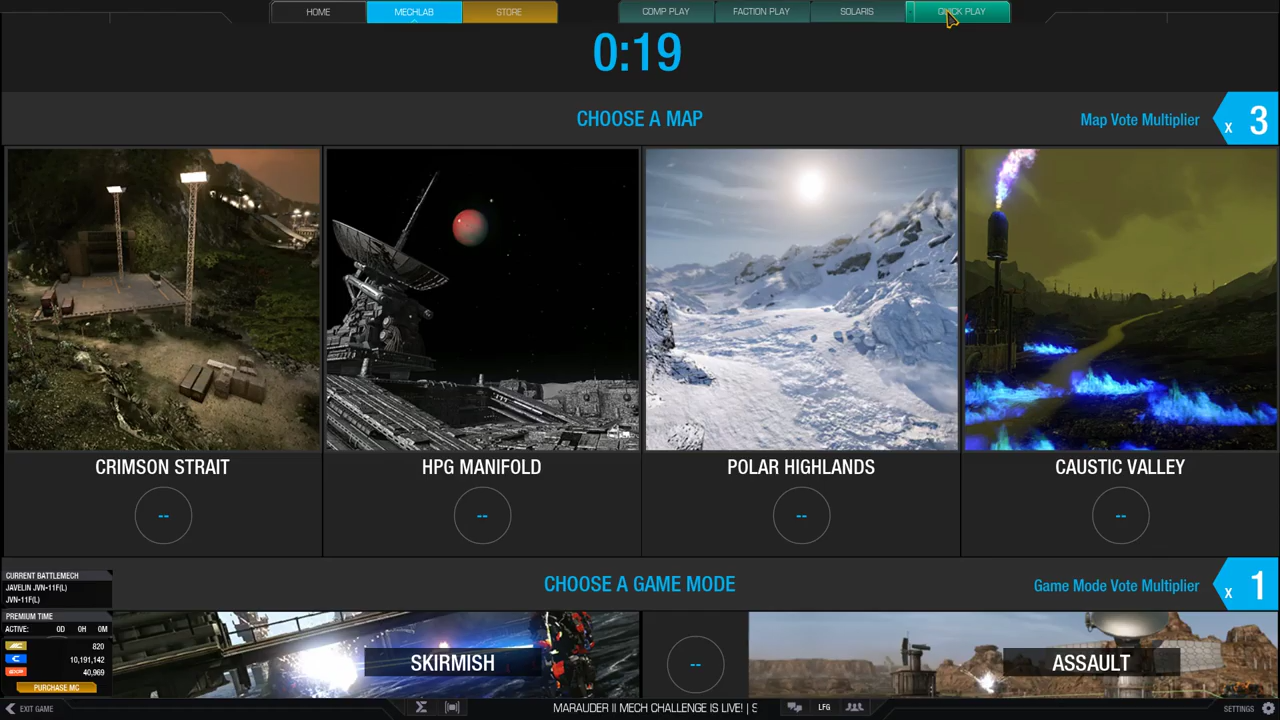 HOME
MECHLAB
STORE
COMP PLAY
FACTION PLAY
SOLARIS
QUICK PLAY
0:19
CHOOSE A MAP
Map Vote Multiplier
x 3
CRIMSON STRAIT
HPG MANIFOLD
POLAR HIGHLANDS
CAUSTIC VALLEY
--
--
--
--
CURRENT BATTLEMECH
JAVELIN JVN-11F(L)
JVN-11F(L)
CHOOSE A GAME MODE
Game Mode Vote Multiplier
x 1
PREMIUM TIME
ACTIVE: 0D 0H 0M
MC 820
C 10,191,142
40,969
PURCHASE MC
SKIRMISH
--
ASSAULT
EXIT GAME
MARAUDER II MECH CHALLENGE IS LIVE! | S
LFG
SETTINGS